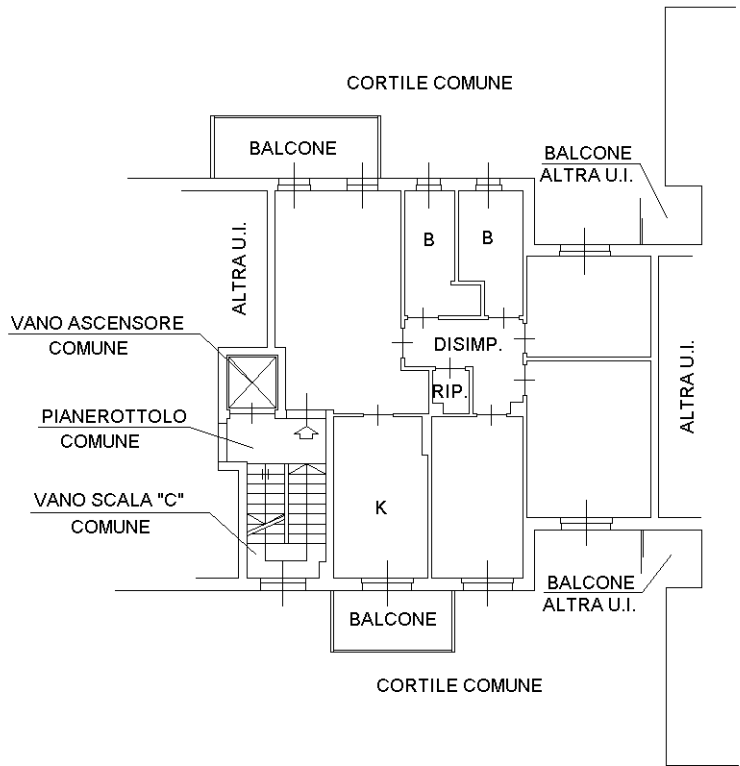 CORTILE COMUNE
BALCONE
BALCONE
ALTRA U.I.
ALTRA U.I.
B
B
VANO ASCENSORE
COMUNE
DISIMP.
ALTRA U.I.
RIP.
PIANEROTTOLO
COMUNE
VANO SCALA "C"
COMUNE
K
BALCONE
ALTRA U.I.
BALCONE
CORTILE COMUNE